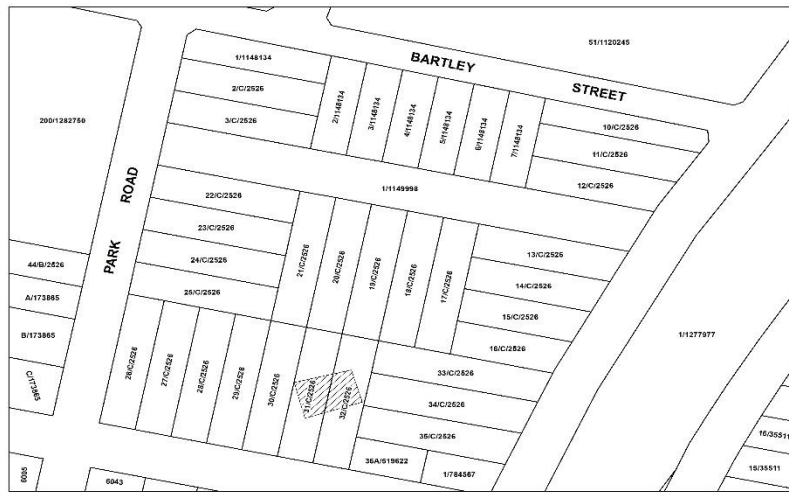 51/1120245
BARTLEY STREET
1/1148134
2/C/2526
3/C/2526
2/1148134
3/1148134
4/1148134
5/1148134
6/1148134
7/1148134
10/C/2526
11/C/2526
12/C/2526
200/1282750
PARK ROAD
1/1149998
22/C/2526
23/C/2526
24/C/2526
25/C/2526
21/C/2526
20/C/2526
19/C/2526
18/C/2526
17/C/2526
13/C/2526
14/C/2526
15/C/2526
16/C/2526
44/B/2526
A/173865
B/173865
C/173865
1/1277977
26/C/2526
27/C/2526
28/C/2526
29/C/2526
30/C/2526
31/C/2526
32/C/2526
33/C/2526
34/C/2526
35/C/2526
36A/619622
1/784567
16/35511
15/35511
6085
6043